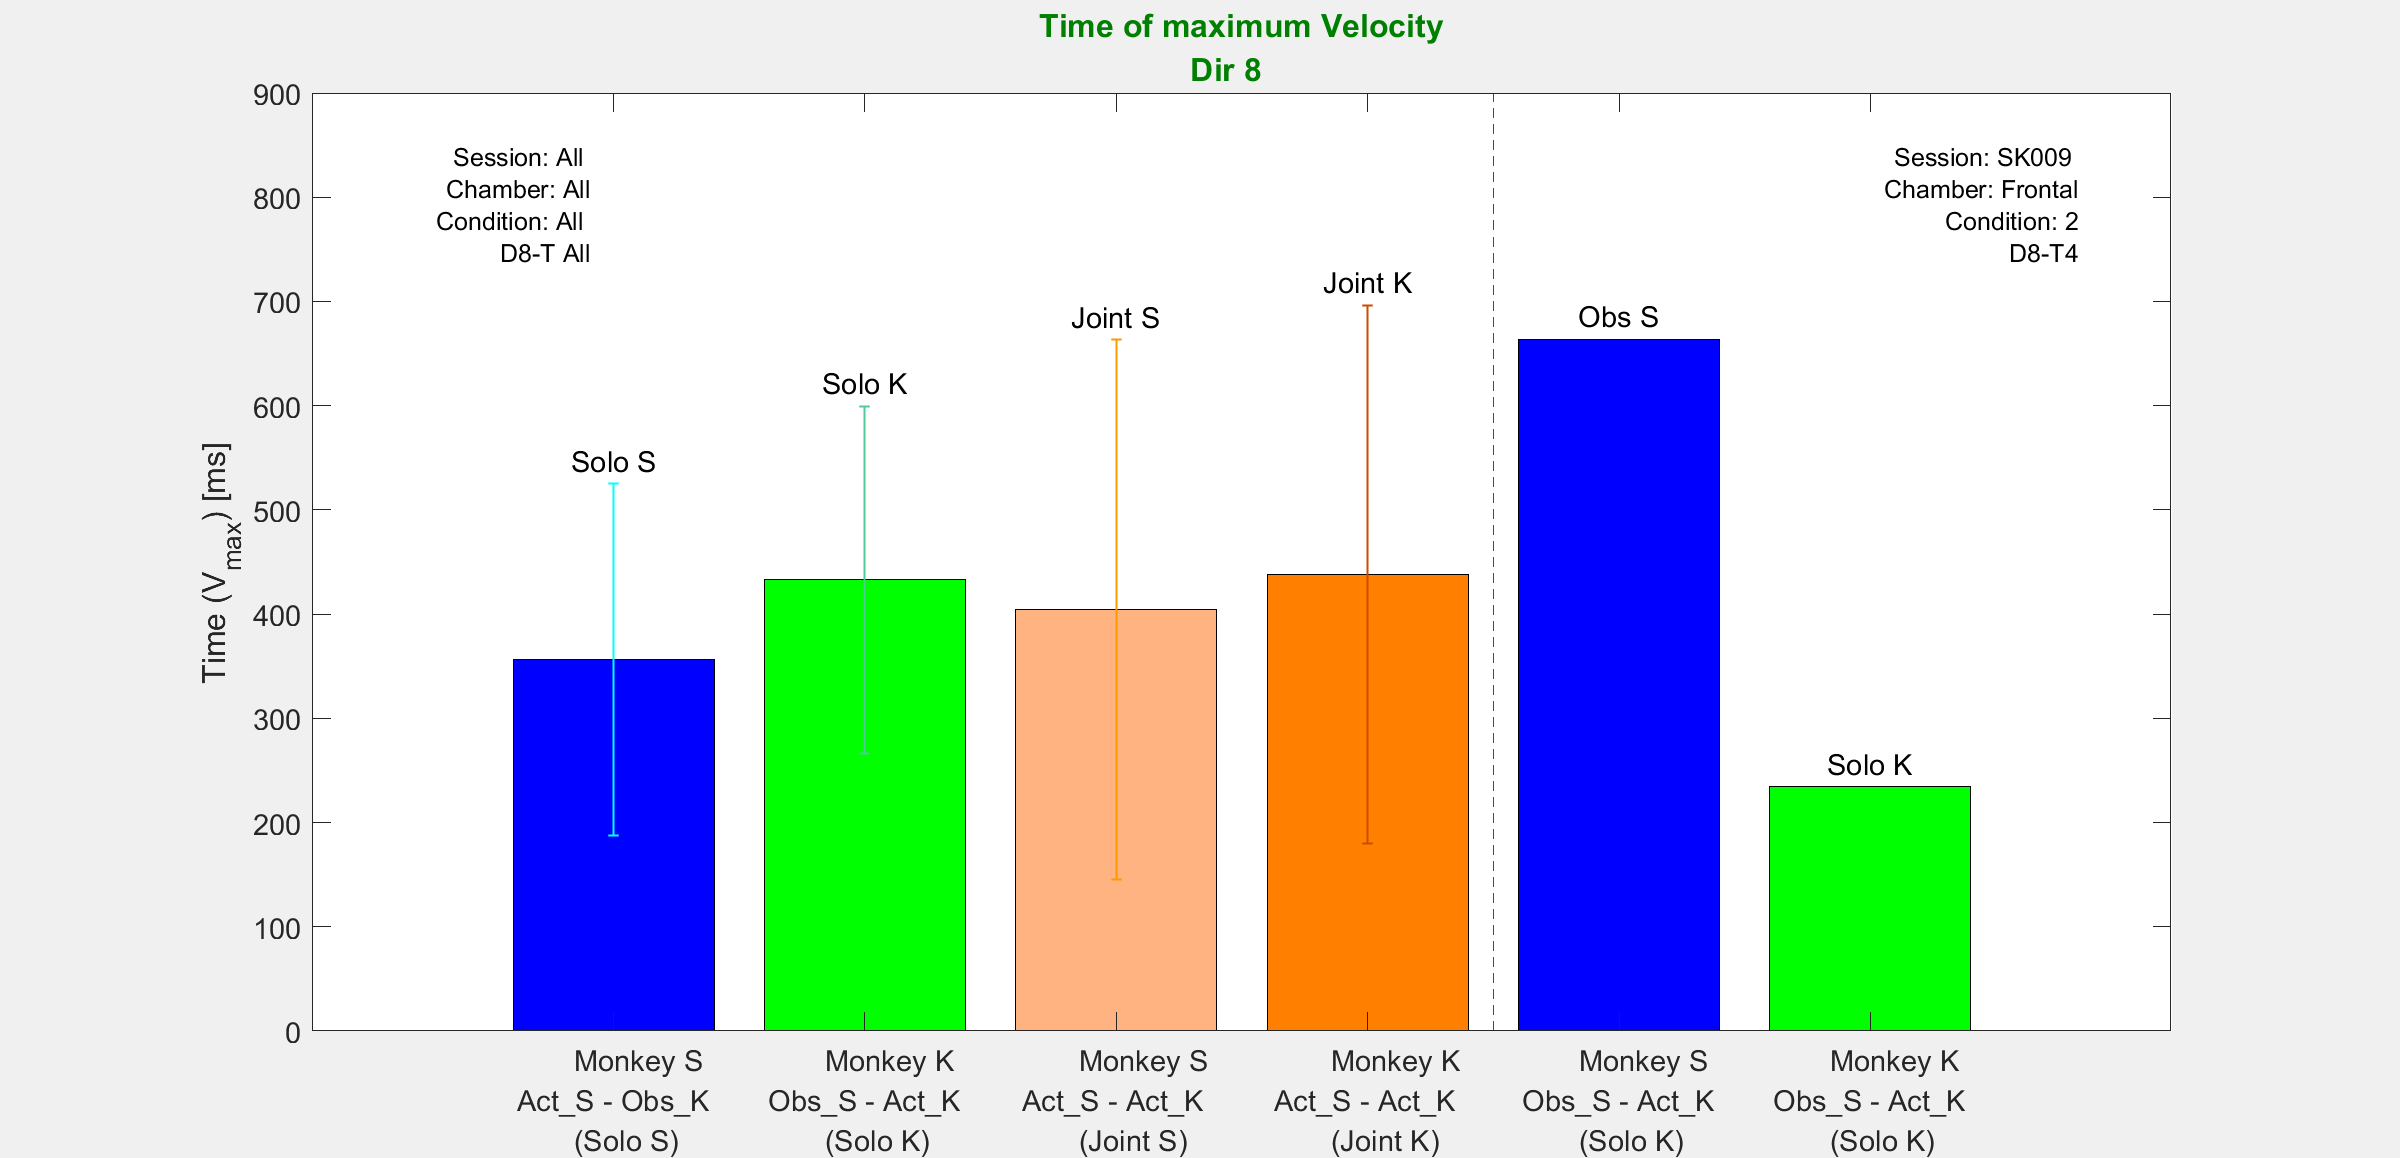 Time of maximum Velocity
Dir 8
900
800
700
600
500
400
300
200
100
0
Time (Vmax) [ms]
Session: All
Chamber: All
Condition: All
D8-T All
Session: SK009
Chamber: Frontal
Condition: 2
D8-T4
Solo S
Solo K
Joint S
Joint K
Obs S
Solo K
Monkey S
Act_S - Obs_K
(Solo S)
Monkey K
Obs_S - Act_K
(Solo K)
Monkey S
Act_S - Act_K
(Joint S)
Monkey K
Act_S - Act_K
(Joint K)
Monkey S
Obs_S - Act_K
(Solo K)
Monkey K
Obs_S - Act_K
(Solo K)